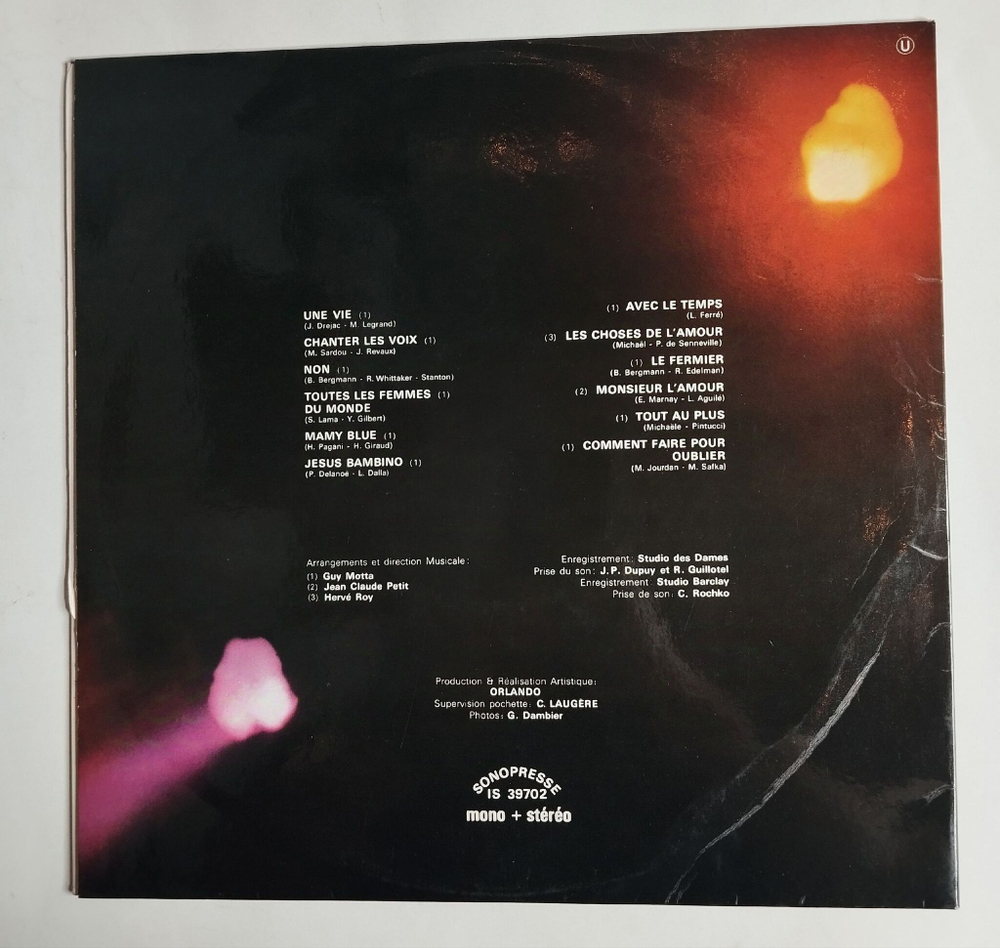 U
UNE VIE (1)
(J. Drejac - M. Legrand)
CHANTER LES VOIX (1)
(M. Sardou - J. Revaux)
NON (1)
(B. Bergmann - R. Whittaker - Stanton)
TOUTES LES FEMMES (1)
DU MONDE
(S. Lama - Y. Gilbert)
MAMY BLUE (1)
(H. Pagani - H. Giraud)
JESUS BAMBINO (1)
(P. Delanoé - L. Dalla)
(1) AVEC LE TEMPS
(L. Ferré)
(3) LES CHOSES DE L'AMOUR
(Michaël - P. de Senneville)
(1) LE FERMIER
(B. Bergmann - R. Edelman)
(2) MONSIEUR L'AMOUR
(E. Marnay - L. Aguilé)
(1) TOUT AU PLUS
(Michaële - Pintucci)
(1) COMMENT FAIRE POUR
OUBLIER
(M. Jourdan - M. Safka)
Arrangements et direction Musicale:
(1) Guy Motta
(2) Jean Claude Petit
(3) Hervé Roy
Enregistrement: Studio des Dames
Prise du son: J.P. Dupuy et R. Guillotel
Enregistrement: Studio Barclay
Prise de son: C. Rochko
Production & Réalisation Artistique:
ORLANDO
Supervision pochette: C. LAUGÈRE
Photos: G. Dambier
SONOPRESSE
IS 39702
mono + stéréo